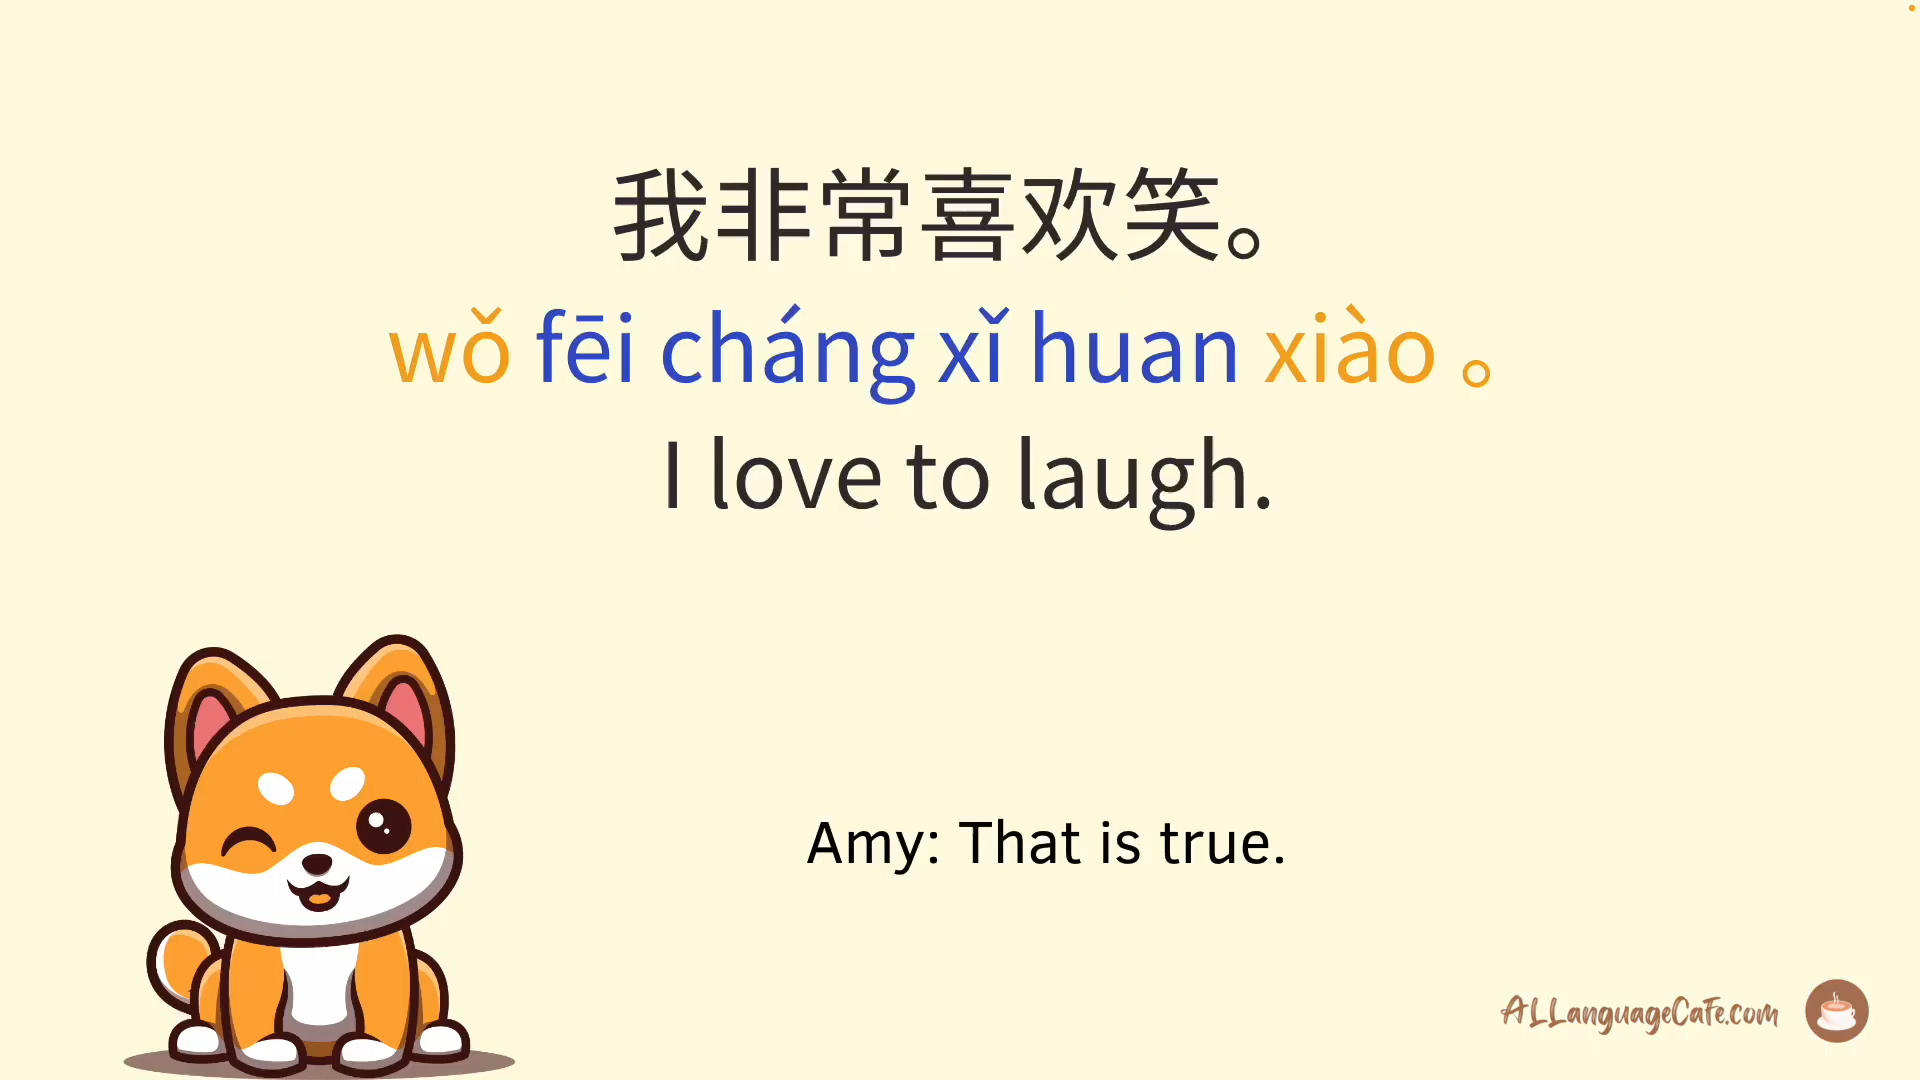 我非常喜欢笑。
wǒ fēi cháng xǐ huan xiào 。
I love to laugh.
Amy: That is true.
ALLanguageCafe.com